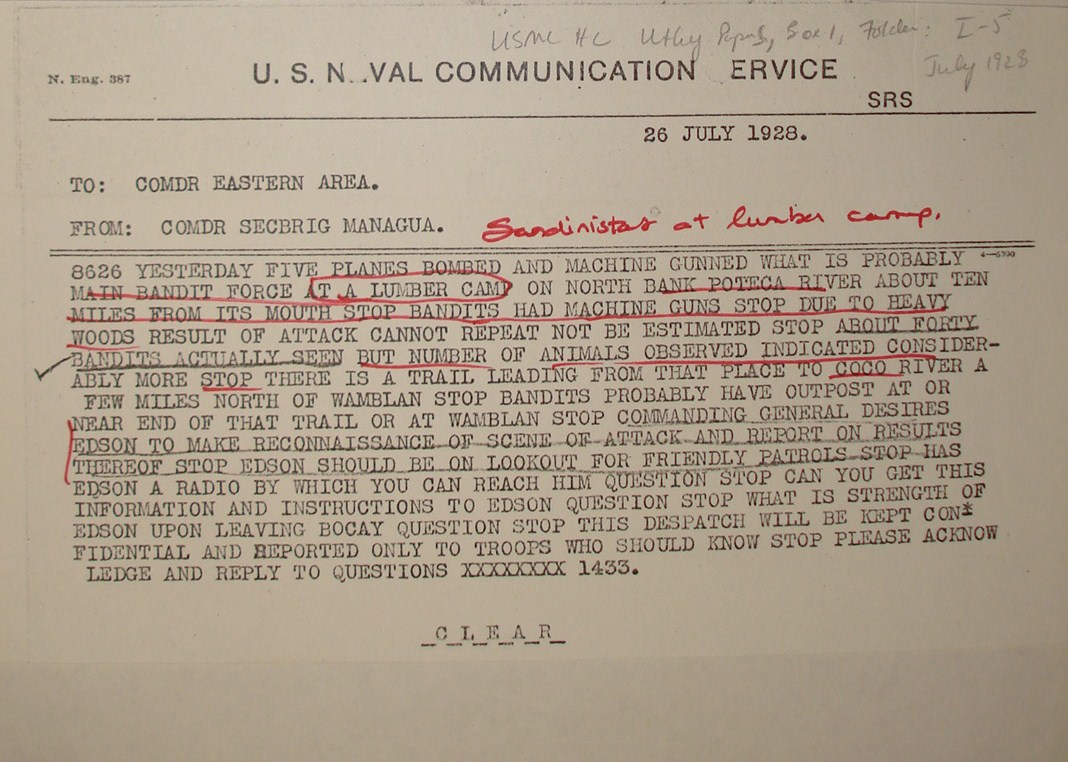 USMC HC Utley Papers, Box 1, Folder: I-5
July 1928
N. Eng. 387
U. S. N. .VAL COMMUNICATION ERVICE
SRS
26 JULY 1928.
TO: COMDR EASTERN AREA.
FROM: COMDR SECBRIG MANAGUA. Sandinistas at lumber camp.
8626 YESTERDAY FIVE PLANES BOMBED AND MACHINE GUNNED WHAT IS PROBABLY
MAIN BANDIT FORCE AT A LUMBER CAMP ON NORTH BANK POTECA RIVER ABOUT TEN
MILES FROM ITS MOUTH STOP BANDITS HAD MACHINE GUNS STOP DUE TO HEAVY
WOODS RESULT OF ATTACK CANNOT REPEAT NOT BE ESTIMATED STOP ABOUT FORTY
BANDITS ACTUALLY SEEN BUT NUMBER OF ANIMALS OBSERVED INDICATED CONSIDER-
ABLY MORE STOP THERE IS A TRAIL LEADING FROM THAT PLACE TO COCO RIVER A
FEW MILES NORTH OF WAMBLAN STOP BANDITS PROBABLY HAVE OUTPOST AT OR
NEAR END OF THAT TRAIL OR AT WAMBLAN STOP COMMANDING GENERAL DESIRES
EDSON TO MAKE RECONNAISSANCE OF SCENE OF ATTACK AND REPORT ON RESULTS
THEREOF STOP EDSON SHOULD BE ON LOOKOUT FOR FRIENDLY PATROLS STOP HAS
EDSON A RADIO BY WHICH YOU CAN REACH HIM QUESTION STOP CAN YOU GET THIS
INFORMATION AND INSTRUCTIONS TO EDSON QUESTION STOP WHAT IS STRENGTH OF
EDSON UPON LEAVING BOCAY QUESTION STOP THIS DESPATCH WILL BE KEPT CON*
FIDENTIAL AND REPORTED ONLY TO TROOPS WHO SHOULD KNOW STOP PLEASE ACKNOW
LEDGE AND REPLY TO QUESTIONS XXXXXXXX 1433.
C L E A R